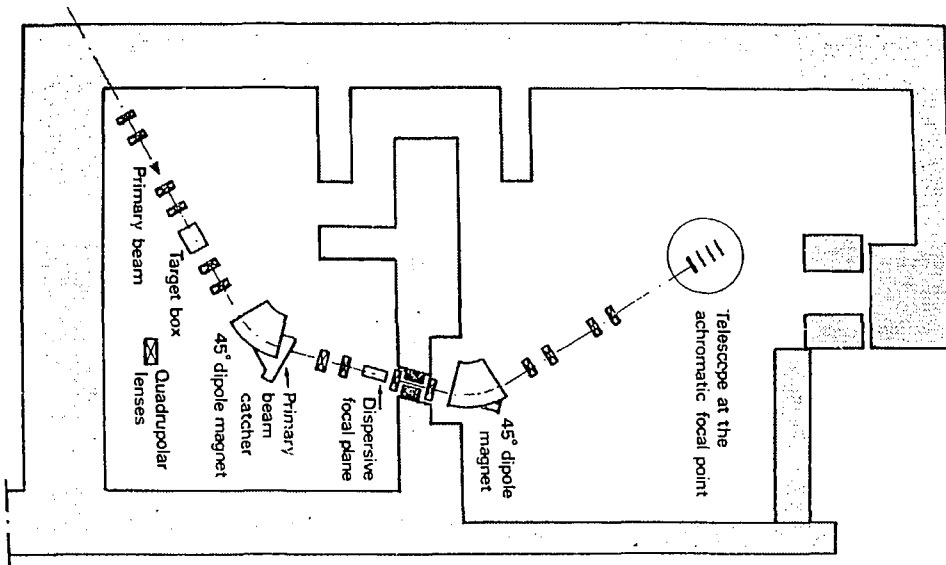 Primary beam
Target box
Quadrupolar
lenses
45° dipole magnet
Primary
beam
catcher
Dispersive
focal plane
45° dipole
magnet
Telescope at the
achromatic focal point